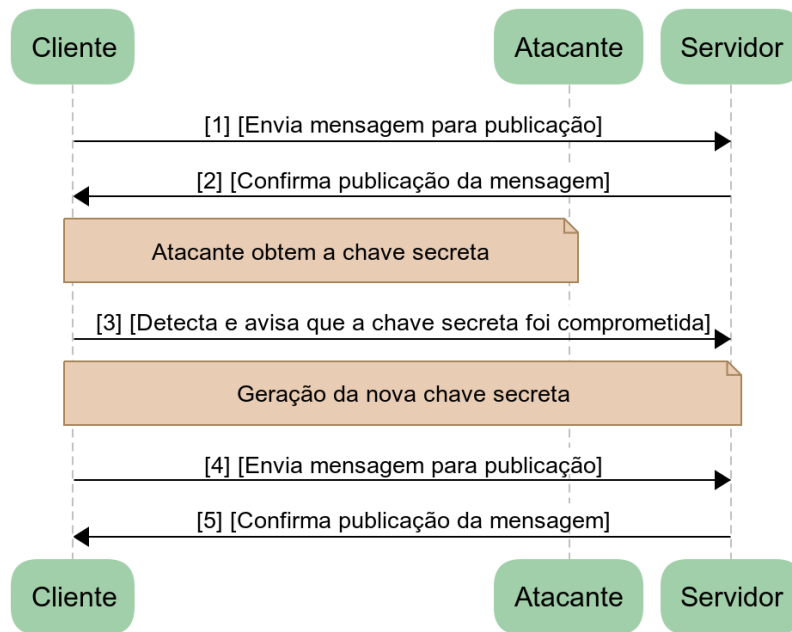 Cliente Atacante Servidor
[1] [Envia mensagem para publicação]
[2] [Confirma publicação da mensagem]
Atacante obtem a chave secreta
[3] [Detecta e avisa que a chave secreta foi comprometida]
Geração da nova chave secreta
[4] [Envia mensagem para publicação]
[5] [Confirma publicação da mensagem]
Cliente Atacante Servidor